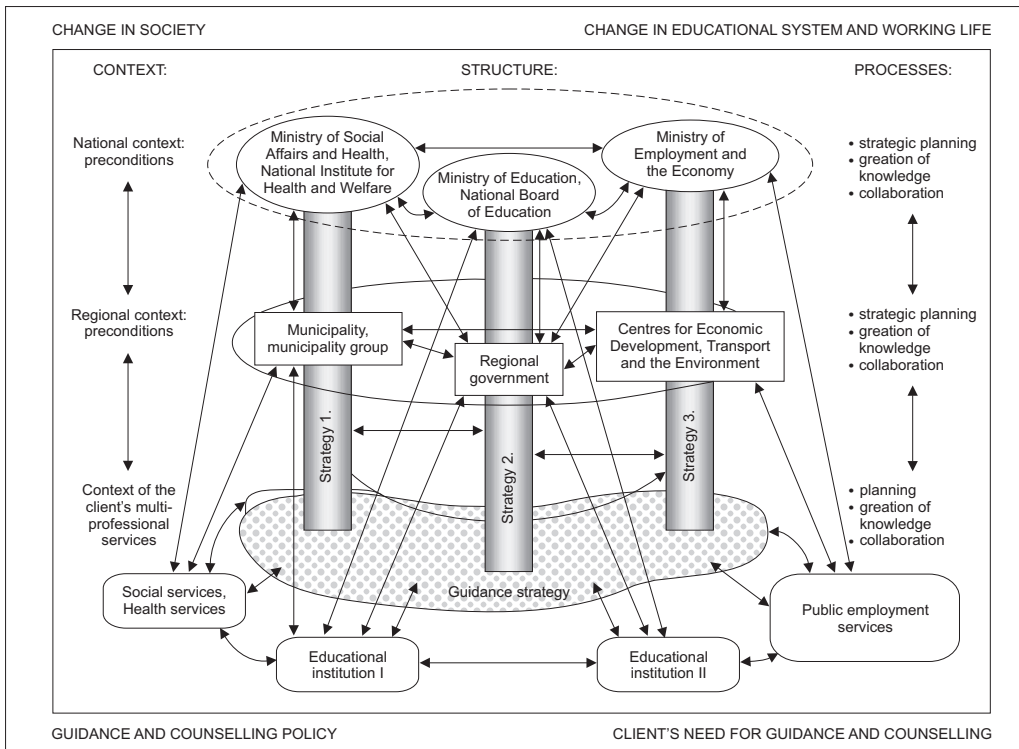 CHANGE IN SOCIETY
CHANGE IN EDUCATIONAL SYSTEM AND WORKING LIFE
CONTEXT:
STRUCTURE:
PROCESSES:
National context:
preconditions
Ministry of Social
Affairs and Health,
National Institute for
Health and Welfare
Ministry of Education,
National Board
of Education
Ministry of
Employment and
the Economy
• strategic planning
• greation of
knowledge
• collaboration
Regional context:
preconditions
Municipality,
municipality group
Regional
government
Centres for Economic
Development, Transport
and the Environment
• strategic planning
• greation of
knowledge
• collaboration
Strategy 1.
Strategy 2.
Strategy 3.
Context of the
client's multi-
professional
services
• planning
• greation of
knowledge
• collaboration
Guidance strategy
Social services,
Health services
Public employment
services
Educational
institution I
Educational
institution II
GUIDANCE AND COUNSELLING POLICY
CLIENT'S NEED FOR GUIDANCE AND COUNSELLING